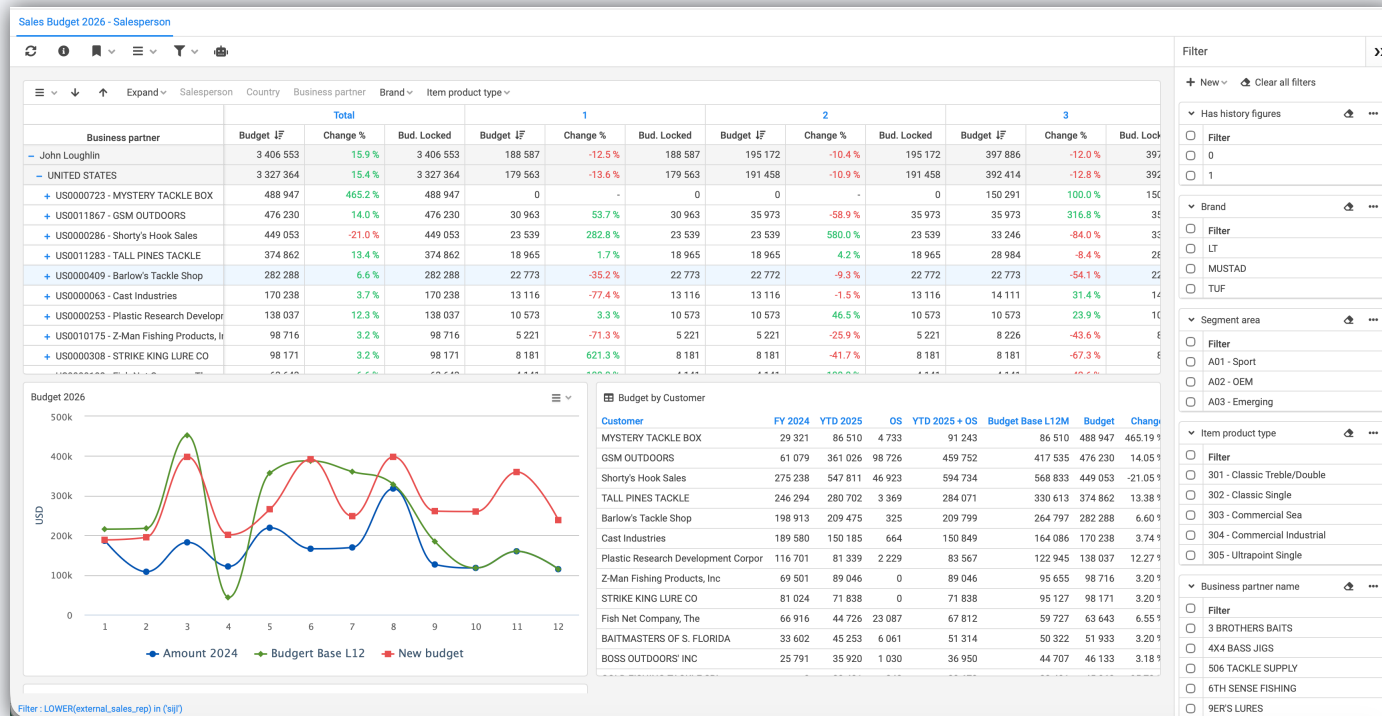 Sales Budget 2026 - Salesperson
Filter
New Clear all filters
Expand Salesperson Country Business partner Brand Item product type
Total 1 2 3
Business partner Budget Change % Bud. Locked Budget Change % Bud. Locked Budget Change % Bud. Locked Budget Change % Bud. Lock
John Loughlin 3 406 553 15.9 % 3 406 553 188 587 -12.5 % 188 587 195 172 -10.4 % 195 172 397 886 -12.0 % 397
UNITED STATES 3 327 364 15.4 % 3 327 364 179 563 -13.6 % 179 563 191 458 -10.9 % 191 458 392 414 -12.8 % 392
US0000723 - MYSTERY TACKLE BOX 488 947 465.2 % 488 947 0 - 0 0 - 0 150 291 100.0 % 150
US0011867 - GSM OUTDOORS 476 230 14.0 % 476 230 30 963 53.7 % 30 963 35 973 -58.9 % 35 973 35 973 316.8 % 35
US0000286 - Shorty's Hook Sales 449 053 -21.0 % 449 053 23 539 282.8 % 23 539 23 539 580.0 % 23 539 33 246 -84.0 % 33
US0011283 - TALL PINES TACKLE 374 862 13.4 % 374 862 18 965 1.7 % 18 965 18 965 4.2 % 18 965 28 984 -8.4 % 28
US0000409 - Barlow's Tackle Shop 282 288 6.6 % 282 288 22 773 -35.2 % 22 773 22 772 -9.3 % 22 772 22 773 -54.1 % 22
US0000063 - Cast Industries 170 238 3.7 % 170 238 13 116 -77.4 % 13 116 13 116 -1.5 % 13 116 14 111 31.4 % 14
US0000253 - Plastic Research Develop 138 037 12.3 % 138 037 10 573 3.3 % 10 573 10 573 46.5 % 10 573 10 573 23.9 % 10
US0010175 - Z-Man Fishing Products, I 98 716 3.2 % 98 716 5 221 -71.3 % 5 221 5 221 -25.9 % 5 221 8 226 -43.6 % 8
US0000308 - STRIKE KING LURE CO 98 171 3.2 % 98 171 8 181 621.3 % 8 181 8 181 -41.7 % 8 181 8 181 -67.3 % 8
Budget 2026
500k
400k
300k
200k
100k
0
USD
1 2 3 4 5 6 7 8 9 10 11 12
Amount 2024 Budgert Base L12 New budget
Budget by Customer
Customer FY 2024 YTD 2025 OS YTD 2025 + OS Budget Base L12M Budget Change
MYSTERY TACKLE BOX 29 321 86 510 4 733 91 243 86 510 488 947 465.19 %
GSM OUTDOORS 61 079 361 026 98 726 459 752 417 535 476 230 14.05 %
Shorty's Hook Sales 275 238 547 811 46 923 594 734 568 833 449 053 -21.05 %
TALL PINES TACKLE 246 294 280 702 3 369 284 071 330 613 374 862 13.38 %
Barlow's Tackle Shop 198 913 209 475 325 209 799 264 797 282 288 6.60 %
Cast Industries 189 580 150 185 664 150 849 164 086 170 238 3.74 %
Plastic Research Development Corpor 116 701 81 339 2 229 83 567 122 945 138 037 12.27 %
Z-Man Fishing Products, Inc 69 501 89 046 0 89 046 95 655 98 716 3.20 %
STRIKE KING LURE CO 81 024 71 838 0 71 838 95 127 98 171 3.20 %
Fish Net Company, The 66 916 44 726 23 087 67 812 59 727 63 643 6.55 %
BAITMASTERS OF S. FLORIDA 33 602 45 253 6 061 51 314 50 322 51 933 3.20 %
BOSS OUTDOORS' INC 25 791 35 920 1 030 36 950 44 707 46 133 3.18 %
Has history figures
Filter
0
1
Brand
Filter
LT
MUSTAD
TUF
Segment area
Filter
A01 - Sport
A02 - OEM
A03 - Emerging
Item product type
Filter
301 - Classic Treble/Double
302 - Classic Single
303 - Commercial Sea
304 - Commercial Industrial
305 - Ultrapoint Single
Business partner name
Filter
3 BROTHERS BAITS
4X4 BASS JIGS
506 TACKLE SUPPLY
6TH SENSE FISHING
9ER'S LURES
Filter : LOWER(external_sales_rep) in ('sijl')